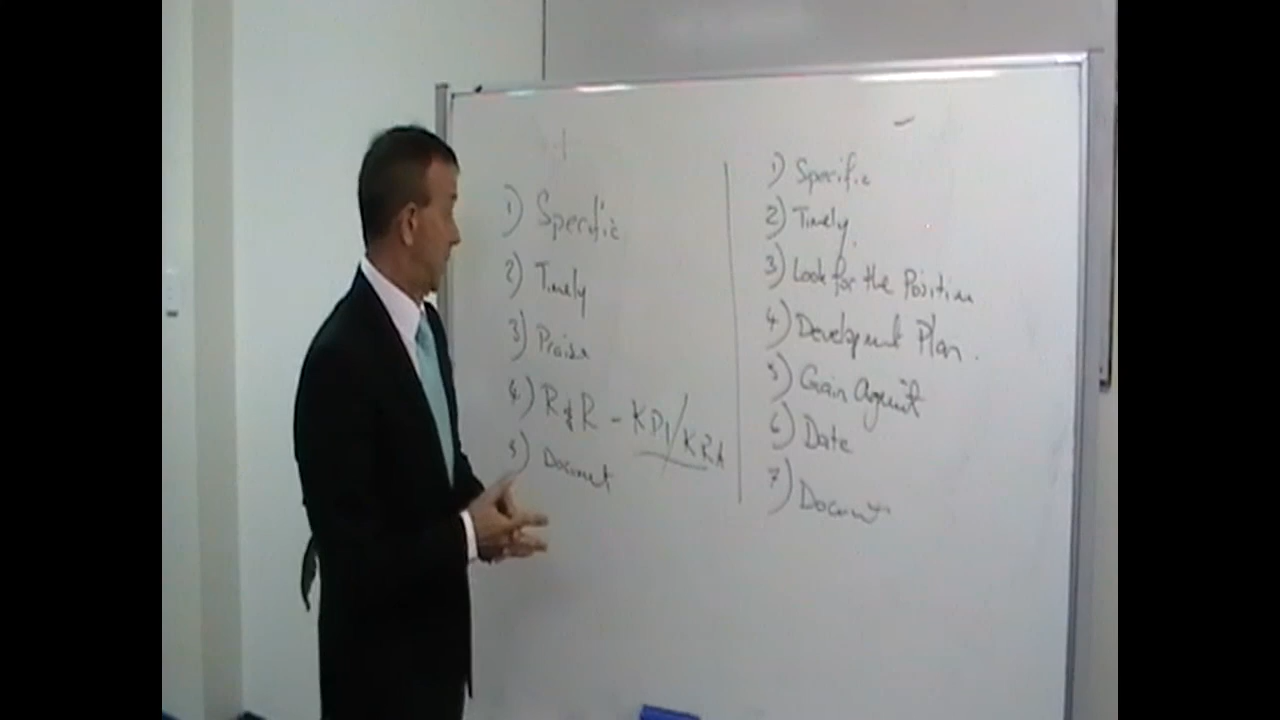 1) Specific
2) Timely
3) Praise
4) R & R - KPI/KRA
5) Document
1) Specific
2) Timely
3) Look for the Position
4) Development Plan.
5) Gain Agreement
6) Date
7) Document